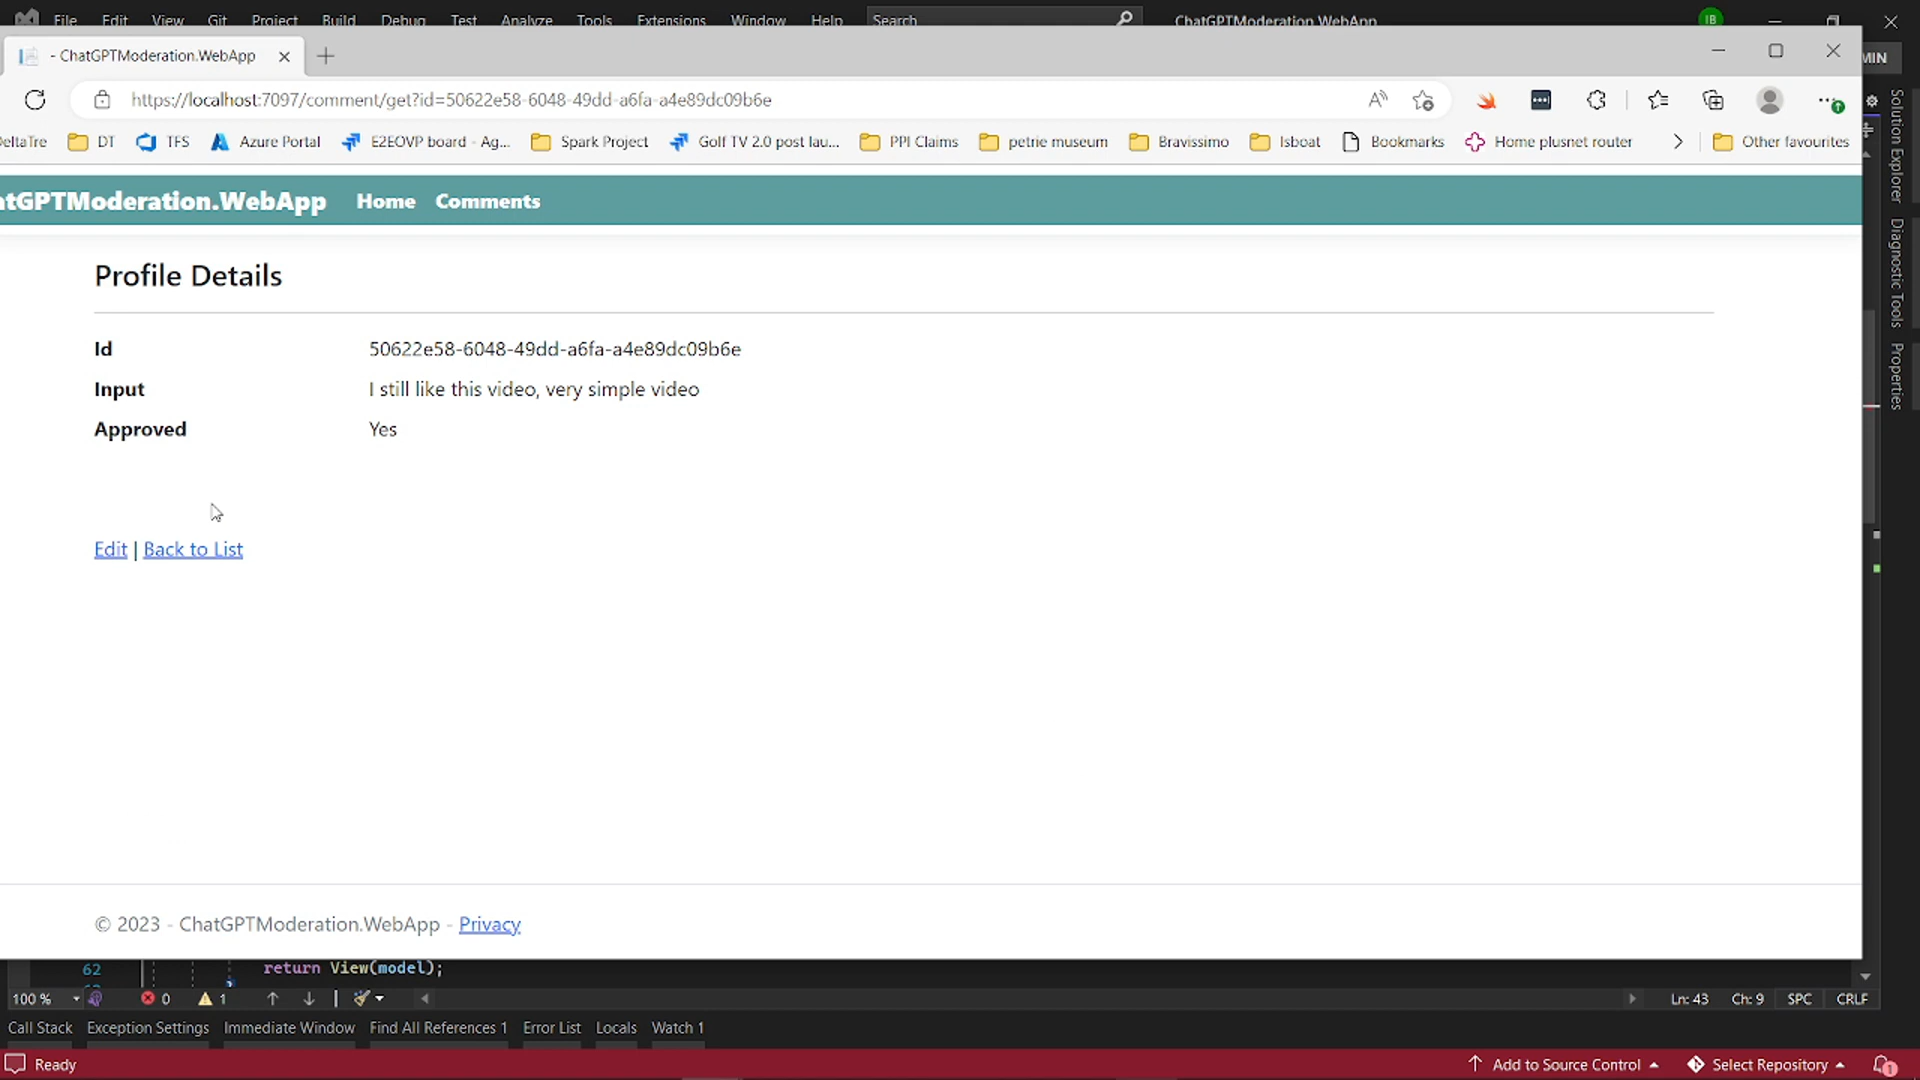 File Edit View Git Project Build Debug Test Analyze Tools Extensions Window Help Search ChatGPTModeration.WebApp IB
- ChatGPTModeration.WebApp
MIN
https://localhost:7097/comment/get?id=50622e58-6048-49dd-a6fa-a4e89dc09b6e
DeltaTre DT TFS Azure Portal E2EOVP board - Ag... Spark Project Golf TV 2.0 post lau... PPI Claims petrie museum Bravissimo Isboat Bookmarks Home plusnet router Other favourites
atGPTModeration.WebApp Home Comments
Profile Details
Id 50622e58-6048-49dd-a6fa-a4e89dc09b6e
Input I still like this video, very simple video
Approved Yes
Edit | Back to List
© 2023 - ChatGPTModeration.WebApp - Privacy
Solution Explorer
Diagnostic Tools
Properties
62 return View(model);
100 % 0 1 Ln: 43 Ch: 9 SPC CRLF
Call Stack Exception Settings Immediate Window Find All References 1 Error List Locals Watch 1
Ready Add to Source Control Select Repository 1